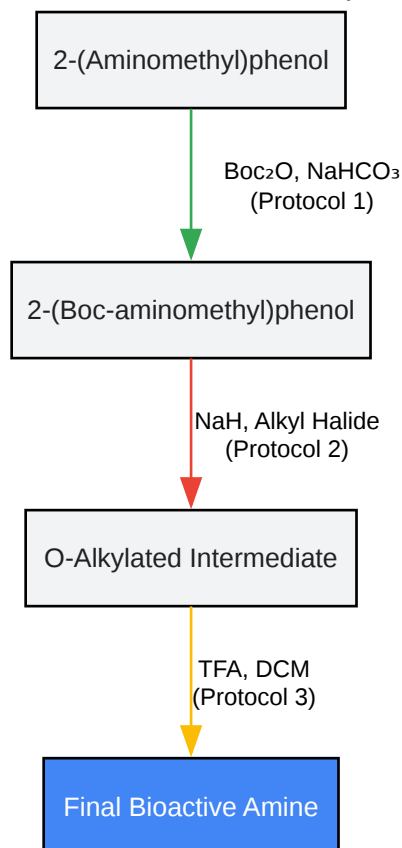 2-(Aminomethyl)phenol
Boc₂O, NaHCO₃
(Protocol 1)
2-(Boc-aminomethyl)phenol
NaH, Alkyl Halide
(Protocol 2)
O-Alkylated Intermediate
TFA, DCM
(Protocol 3)
Final Bioactive Amine